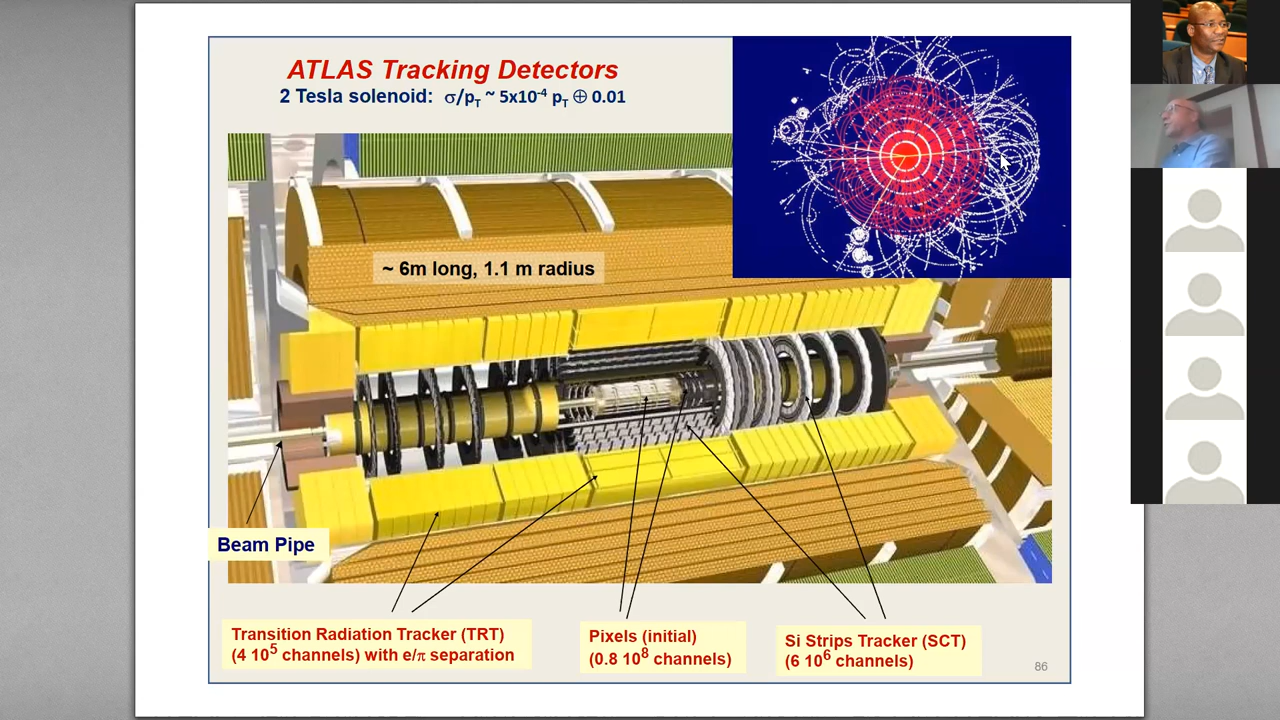 ATLAS Tracking Detectors
2 Tesla solenoid: σ/pT ~ 5x10-4 pT ⊕ 0.01
~ 6m long, 1.1 m radius
Beam Pipe
Transition Radiation Tracker (TRT)
(4 105 channels) with e/π separation
Pixels (initial)
(0.8 108 channels)
Si Strips Tracker (SCT)
(6 106 channels)
86